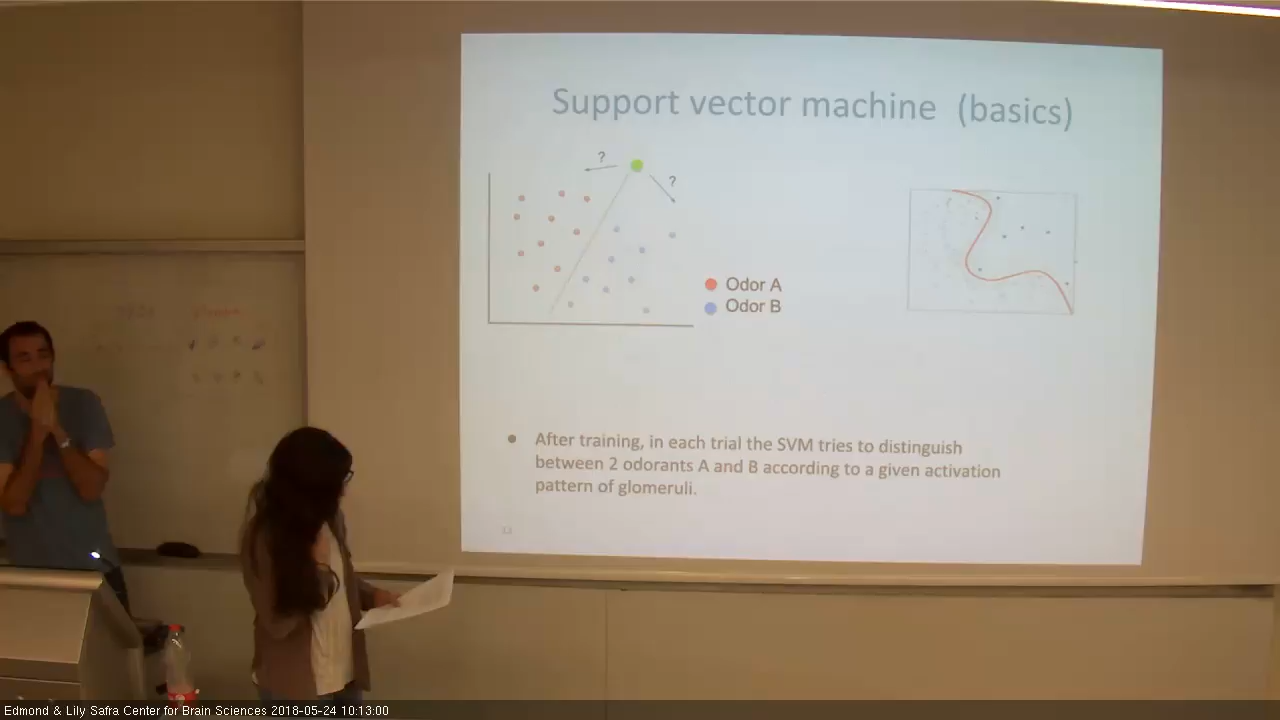 Support vector machine (basics)
?
?
Odor A
Odor B
After training, in each trial the SVM tries to distinguish
between 2 odorants A and B according to a given activation
pattern of glomeruli.
Edmond & Lily Safra Center for Brain Sciences 2018-05-24 10:13:00